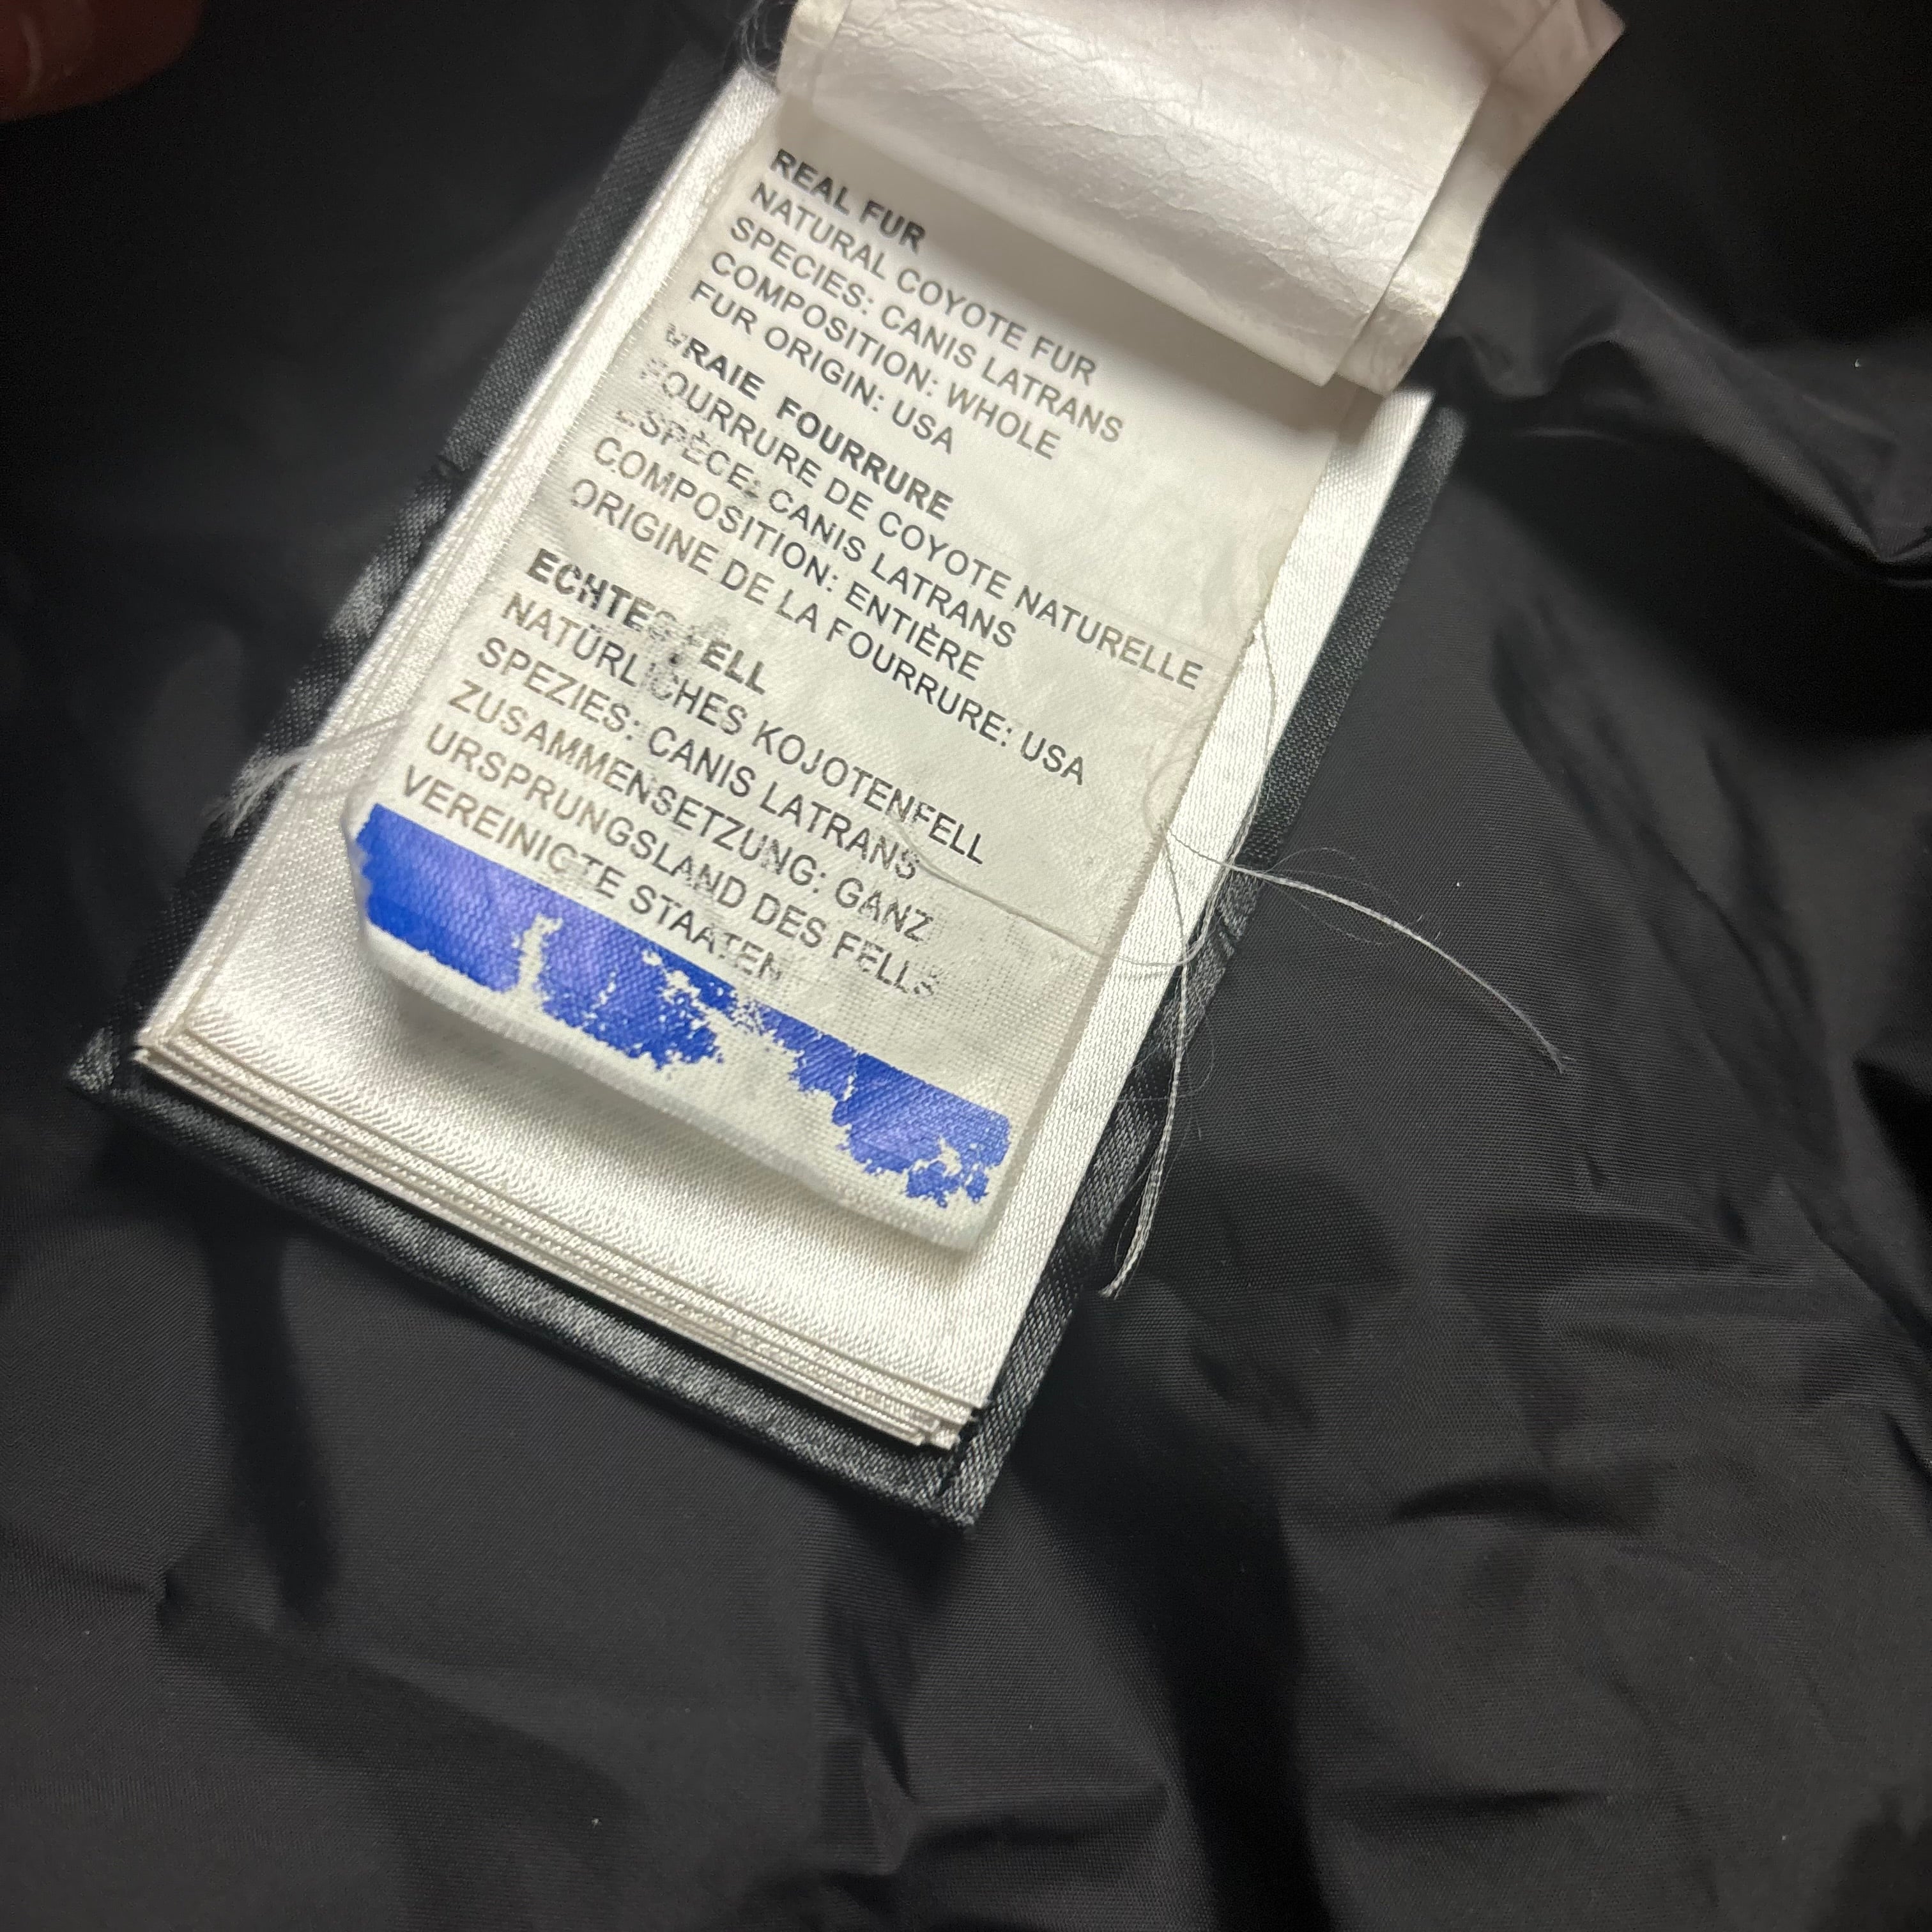 REAL FUR
NATURAL COYOTE FUR
SPECIES: CANIS LATRANS
COMPOSITION: WHOLE
FUR ORIGIN: USA
VRAIE FOURRURE
FOURRURE DE COYOTE NATURELLE
ESPÈCE: CANIS LATRANS
COMPOSITION: ENTIÈRE
ORIGINE DE LA FOURRURE: USA
ECHTES FELL
NATÜRLICHES KOJOTENFELL
SPEZIES: CANIS LATRANS
ZUSAMMENSETZUNG: GANZ
URSPRUNGSLAND DES FELLS
VEREINIGTE STAATEN